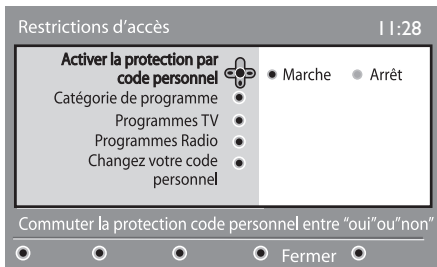 Restrictions d’accès 11:28
Activer la protection par
code personnel
Marche Arrêt
Catégorie de programme
Programmes TV
Programmes Radio
Changez votre code
personnel
Commuter la protection code personnel entre “oui”ou“non”
Fermer